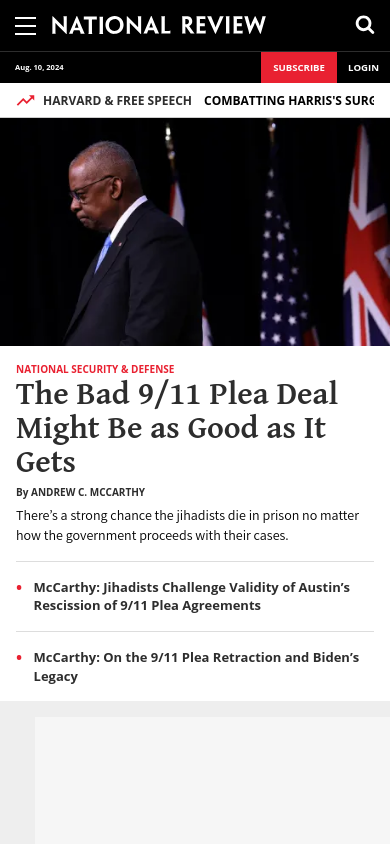 NATIONAL REVIEW
Aug. 10, 2024
SUBSCRIBE
LOGIN
HARVARD & FREE SPEECH
COMBATTING HARRIS'S SURG
NATIONAL SECURITY & DEFENSE
The Bad 9/11 Plea Deal
Might Be as Good as It
Gets
By ANDREW C. MCCARTHY
There’s a strong chance the jihadists die in prison no matter
how the government proceeds with their cases.
• McCarthy: Jihadists Challenge Validity of Austin’s
Rescission of 9/11 Plea Agreements
• McCarthy: On the 9/11 Plea Retraction and Biden’s
Legacy